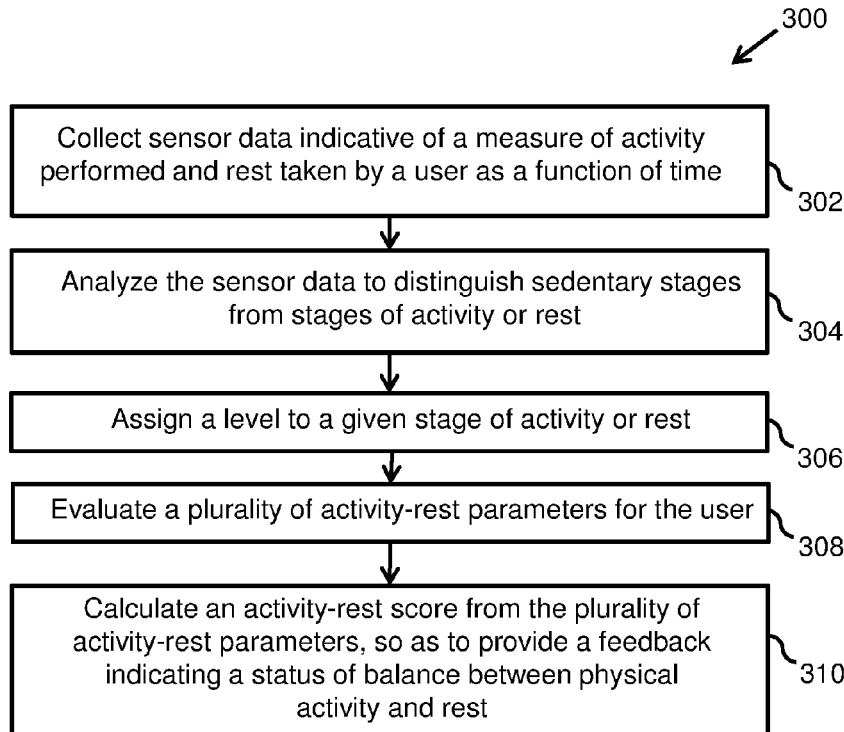 300
Collect sensor data indicative of a measure of activity
performed and rest taken by a user as a function of time
302
Analyze the sensor data to distinguish sedentary stages
from stages of activity or rest
304
Assign a level to a given stage of activity or rest
306
Evaluate a plurality of activity-rest parameters for the user
308
Calculate an activity-rest score from the plurality of
activity-rest parameters, so as to provide a feedback
indicating a status of balance between physical
activity and rest
310